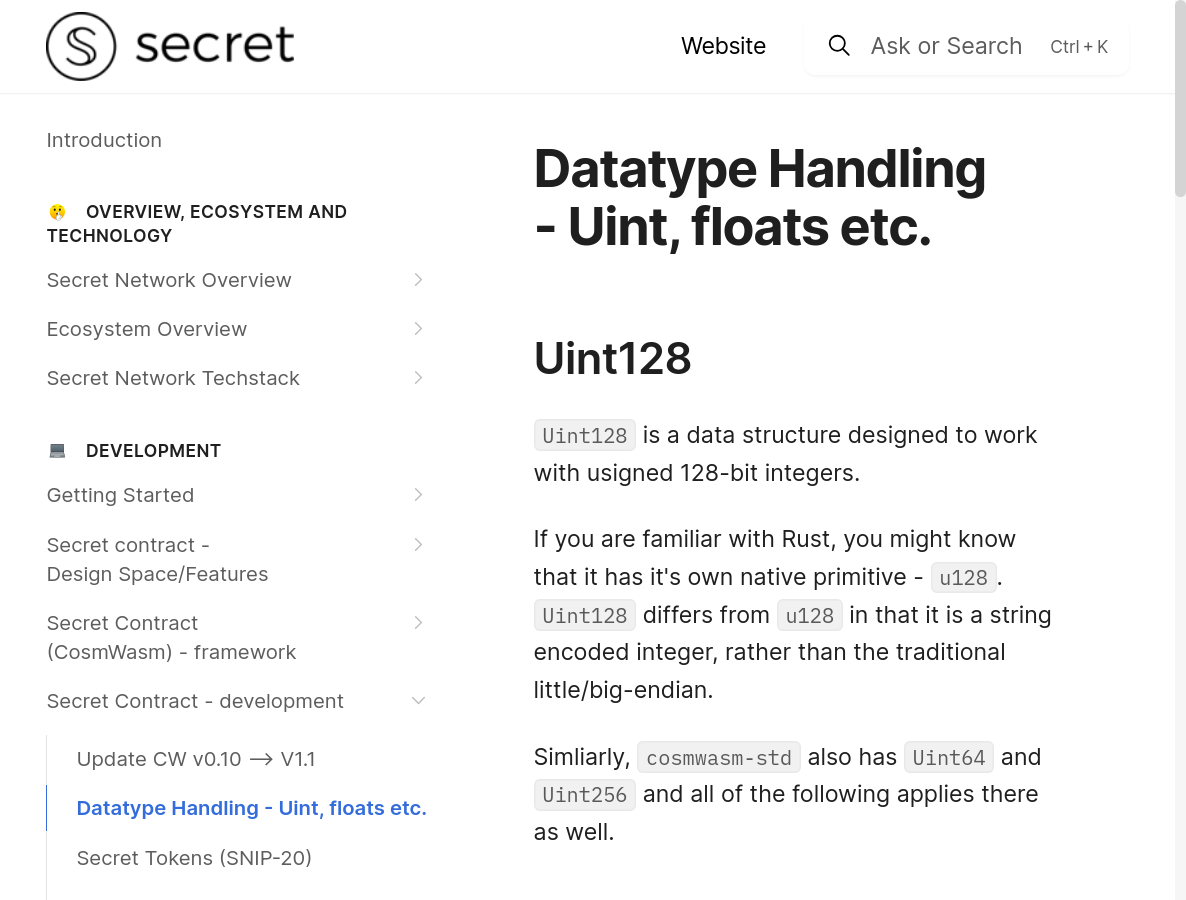 secret
Website
Ask or Search
Ctrl + K
Introduction
OVERVIEW, ECOSYSTEM AND
TECHNOLOGY
Secret Network Overview
Ecosystem Overview
Secret Network Techstack
DEVELOPMENT
Getting Started
Secret contract -
Design Space/Features
Secret Contract
(CosmWasm) - framework
Secret Contract - development
Update CW v0.10 --> V1.1
Datatype Handling - Uint, floats etc.
Secret Tokens (SNIP-20)
Datatype Handling
- Uint, floats etc.
Uint128
Uint128 is a data structure designed to work
with usigned 128-bit integers.
If you are familiar with Rust, you might know
that it has it's own native primitive - u128.
Uint128 differs from u128 in that it is a string
encoded integer, rather than the traditional
little/big-endian.
Simliarly, cosmwasm-std also has Uint64 and
Uint256 and all of the following applies there
as well.